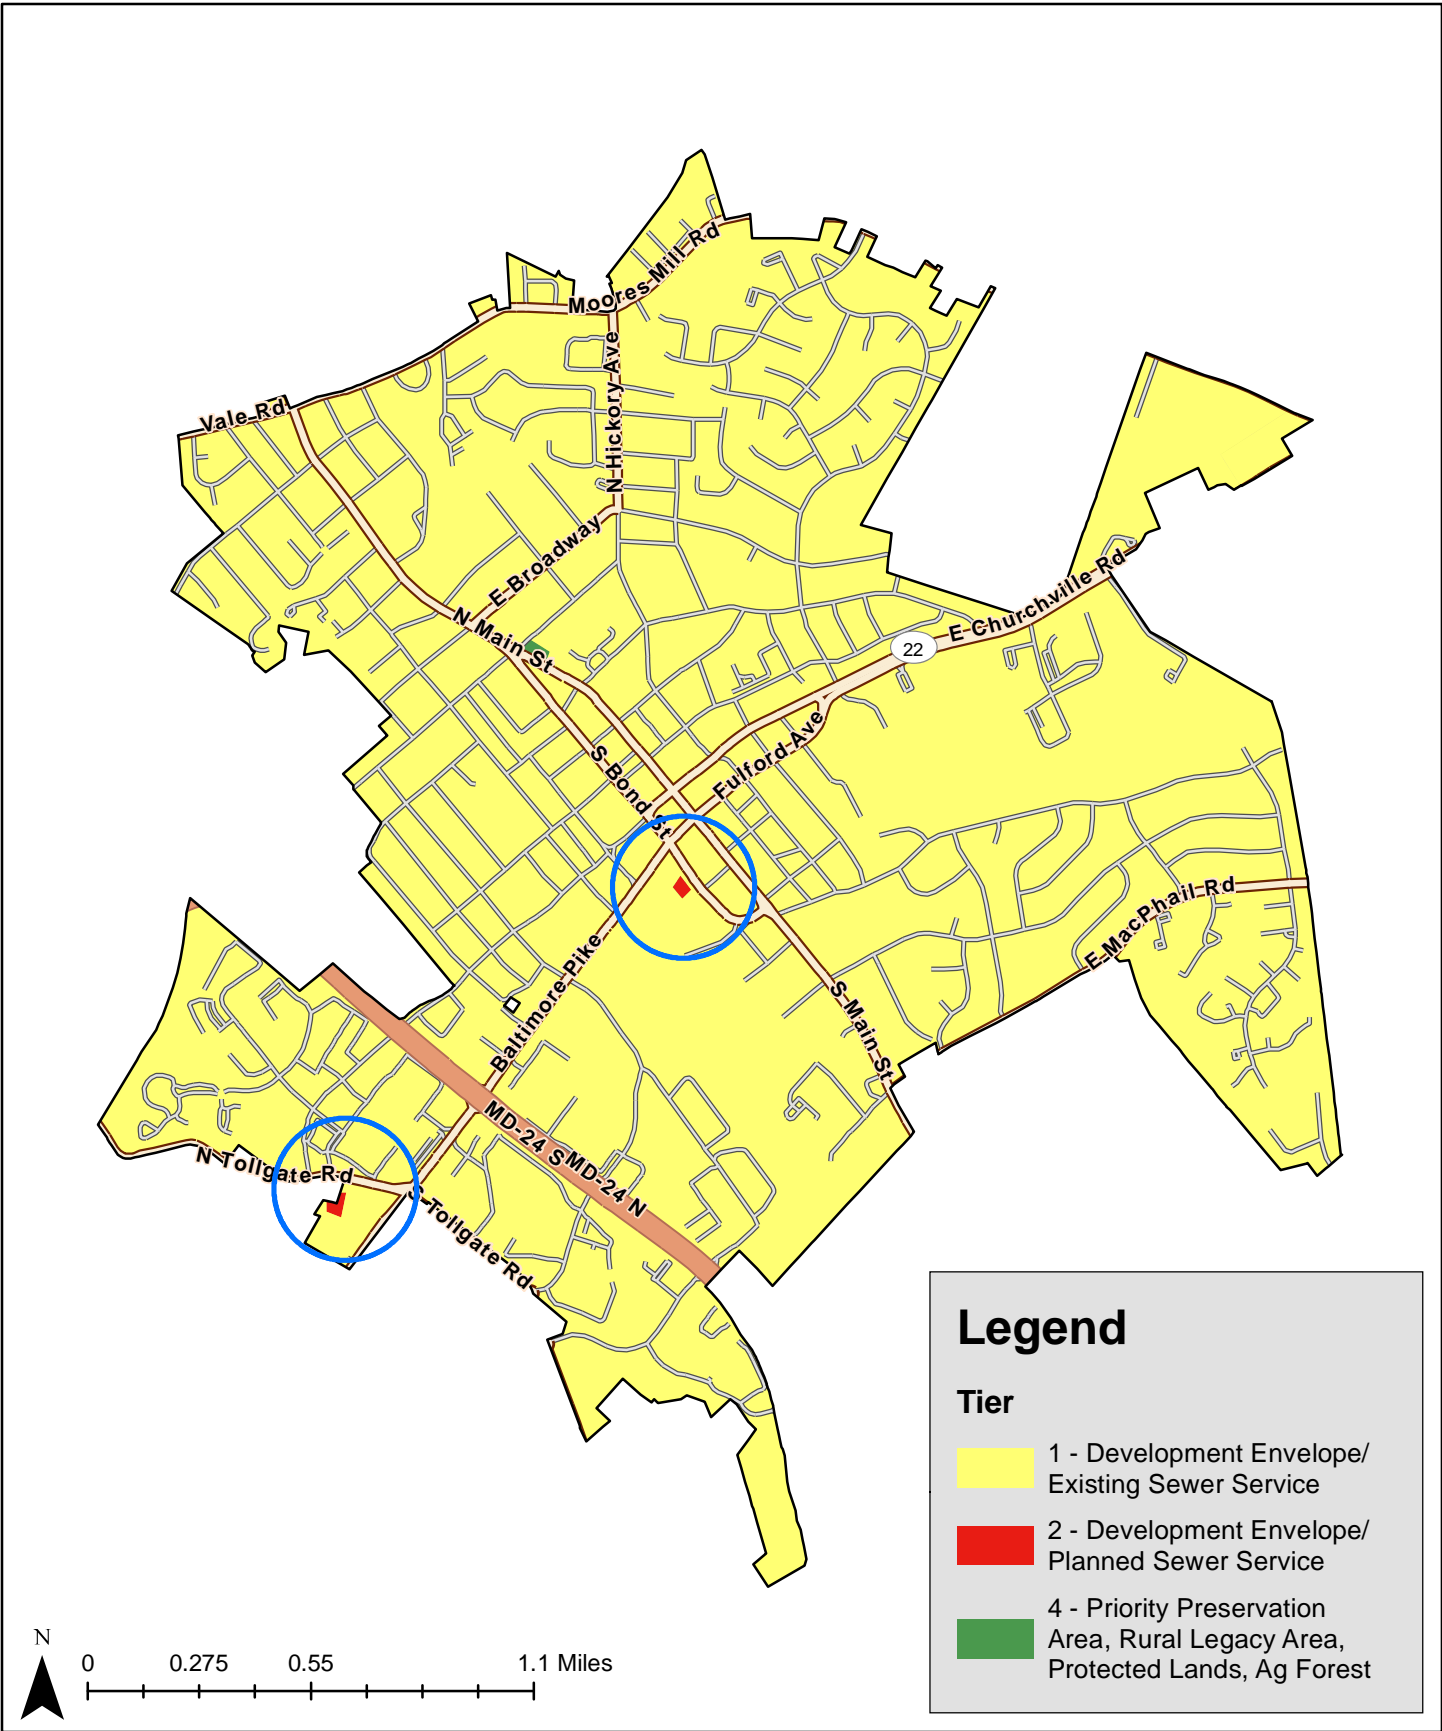 Moores Mill Rd
Vale Rd
N Hickory Ave
E Broadway
N Main St
E Churchville Rd
22
Fulford Ave
S Bond St
E MacPhail Rd
Baltimore Pike
S Main St
MD-24 S
MD-24 N
N Tollgate Rd
S Tollgate Rd
Legend
Tier
1 - Development Envelope/
Existing Sewer Service
2 - Development Envelope/
Planned Sewer Service
4 - Priority Preservation
Area, Rural Legacy Area,
Protected Lands, Ag Forest
N
0 0.275 0.55 1.1 Miles